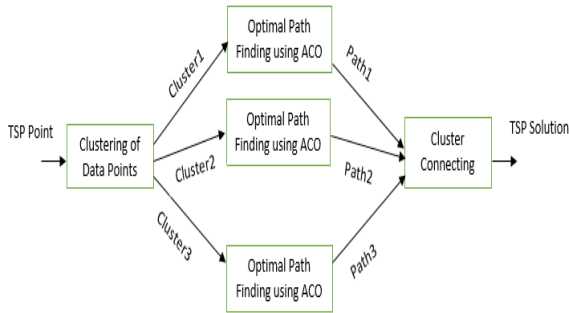 TSP Point
Clustering of
Data Points
Cluster1
Cluster2
Cluster3
Optimal Path
Finding using ACO
Optimal Path
Finding using ACO
Optimal Path
Finding using ACO
Path1
Path2
Path3
Cluster
Connecting
TSP Solution